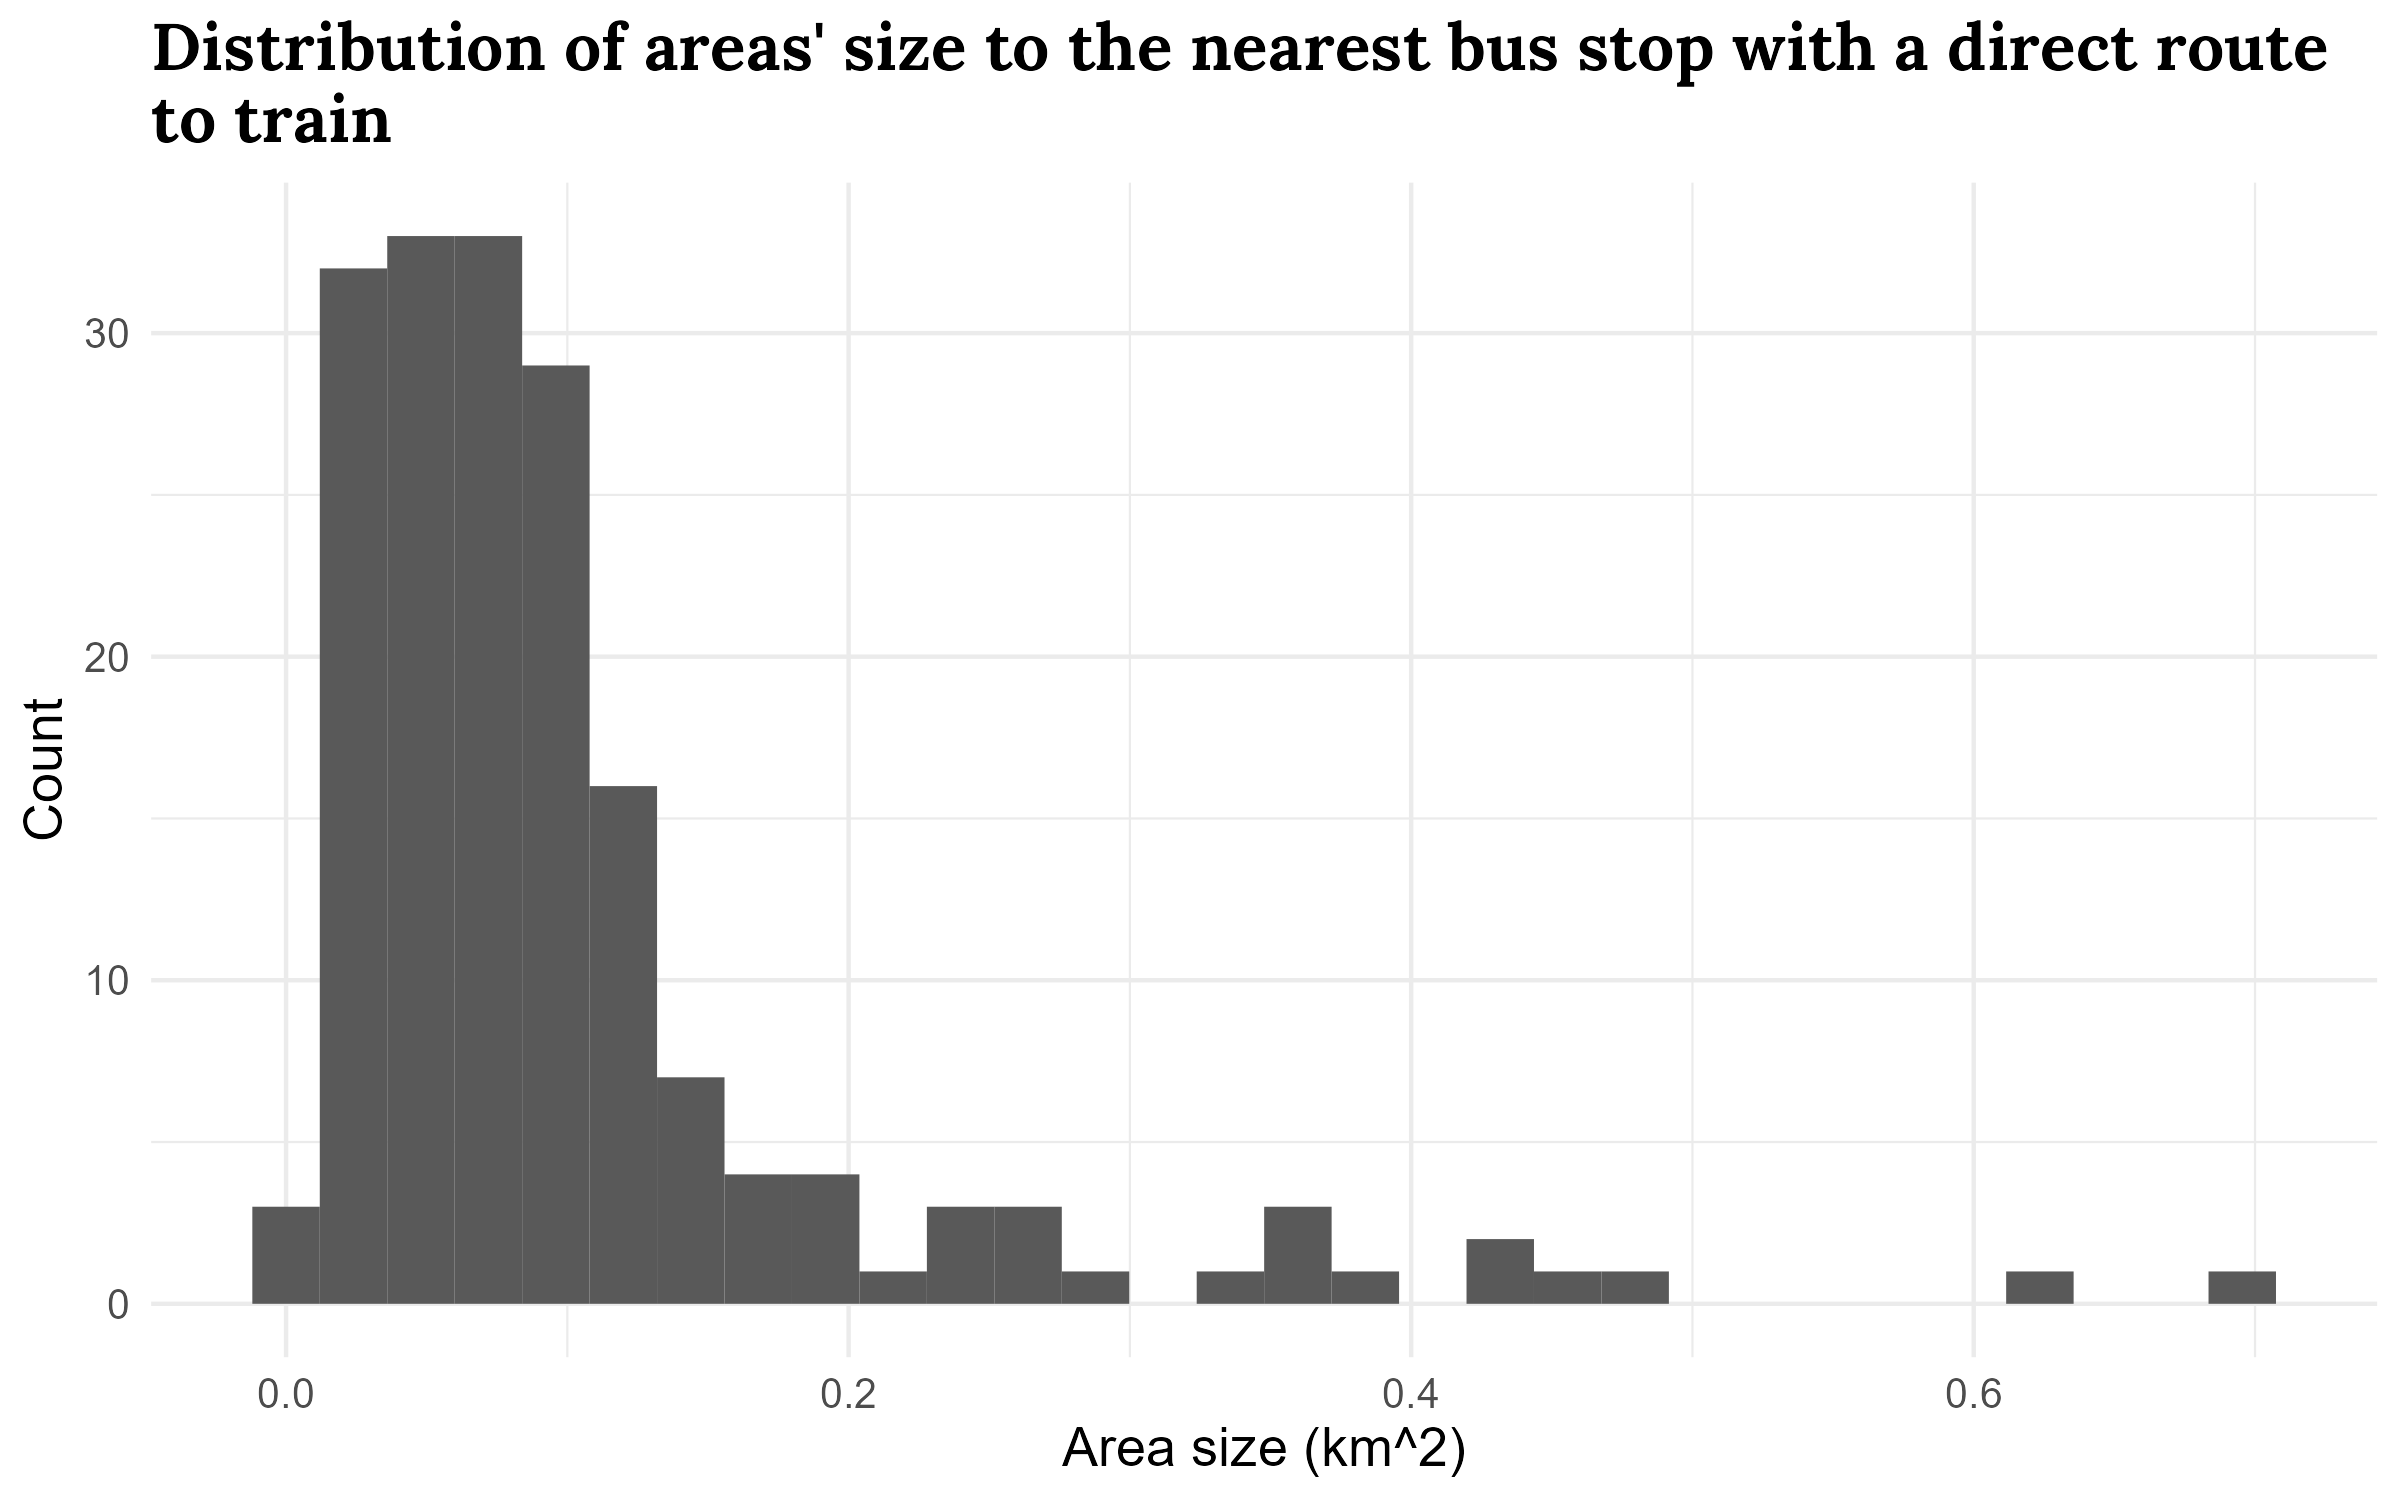 Distribution of areas' size to the nearest bus stop with a direct route
to train
30
20
10
0
Count
0.0
0.2
0.4
0.6
Area size (km^2)